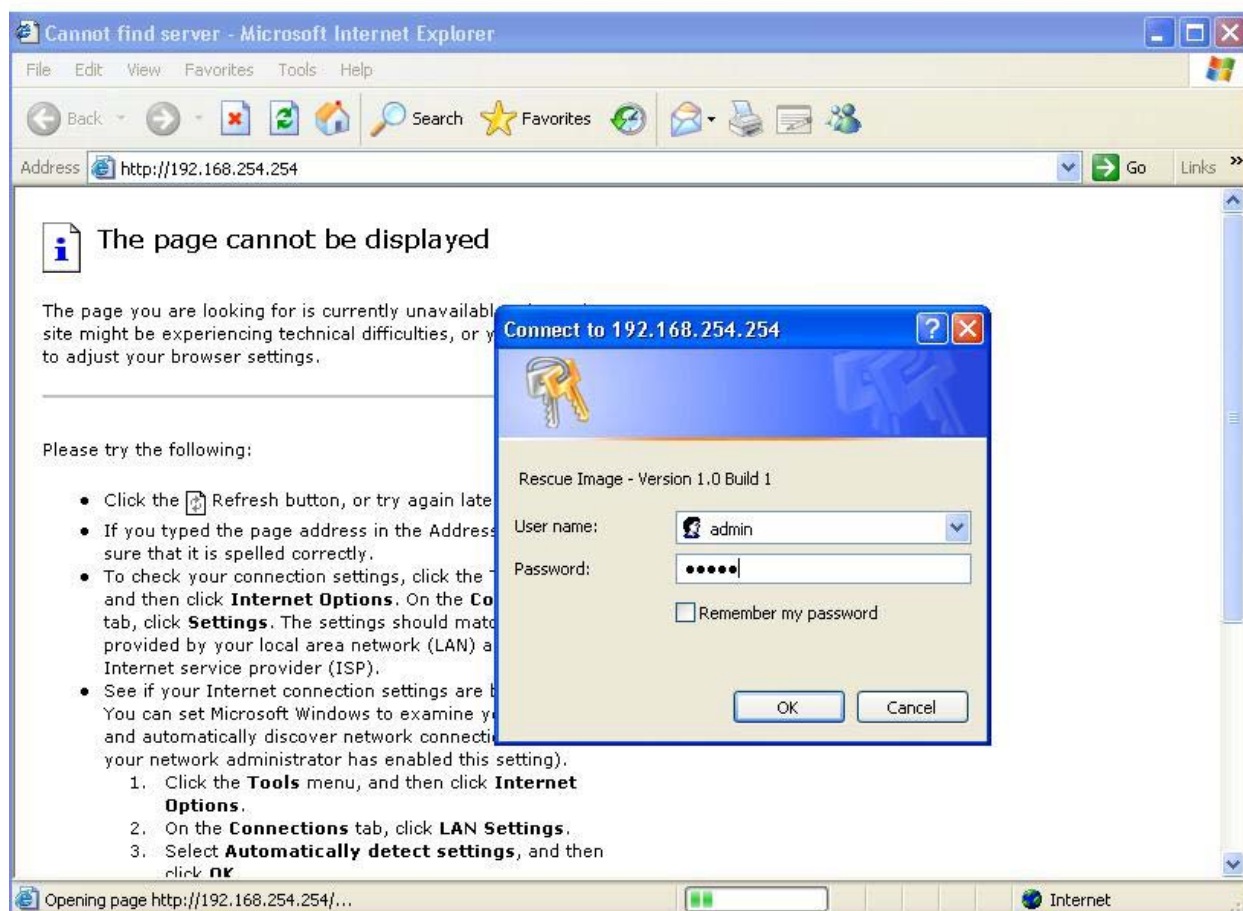 Cannot find server - Microsoft Internet Explorer
File Edit View Favorites Tools Help
Back Search Favorites
Address http://192.168.254.254 Go Links »
The page cannot be displayed
The page you are looking for is currently
site might be experiencing technical difficulties, or
to adjust your browser settings.
Please try the following:
Click the Refresh button, or try again
If you typed the page address in the Address
sure that it is spelled correctly.
To check your connection settings, click the
and then click Internet Options. On the
tab, click Settings. The settings should
provided by your local area network (LAN)
Internet service provider (ISP).
See if your Internet connection settings are
You can set Microsoft Windows to examine
and automatically discover network
your network administrator has enabled this setting).
1. Click the Tools menu, and then click Internet
Options.
2. On the Connections tab, click LAN Settings.
3. Select Automatically detect settings, and then
click OK
Connect to 192.168.254.254
Rescue Image - Version 1.0 Build 1
User name: admin
Password: •••••
Remember my password
OK Cancel
Opening page http://192.168.254.254/... Internet